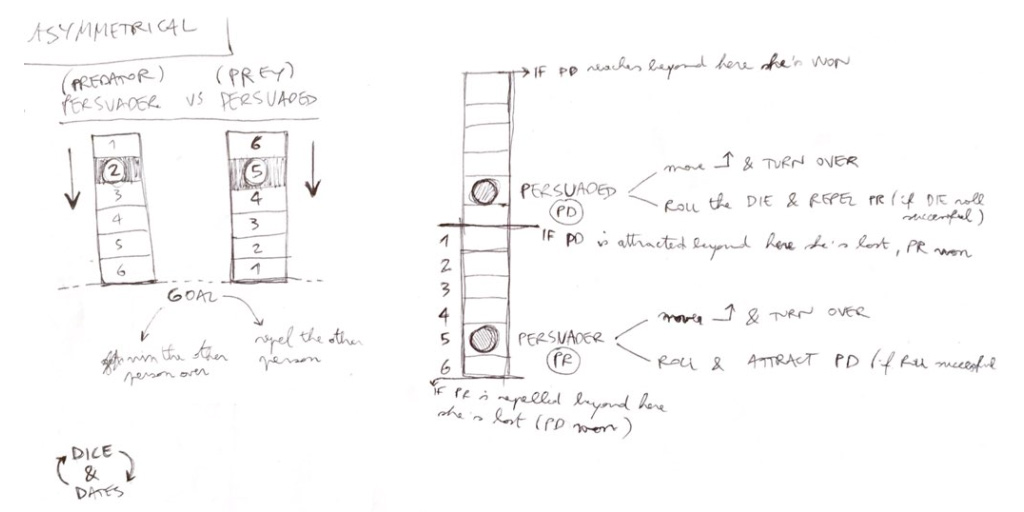 ASYMMETRICAL
(PREDATOR) (PREY)
PERSUADER VS PERSUADED
1
2
3
4
5
6
6
5
4
3
2
1
GOAL
win the other
person over
repel the other
person
DICE
&
DATES
IF PD reaches beyond here she's WON
PERSUADED
PD
move & TURN OVER
ROLL the DIE & REPEL PR (if DIE roll
successful)
IF PD is attracted beyond here she's lost, PR won
1
2
3
4
5
6
PERSUADER
PR
move & TURN OVER
ROLL & ATTRACT PD (if Roll successful
IF PR is repelled beyond here
she's lost (PD won)